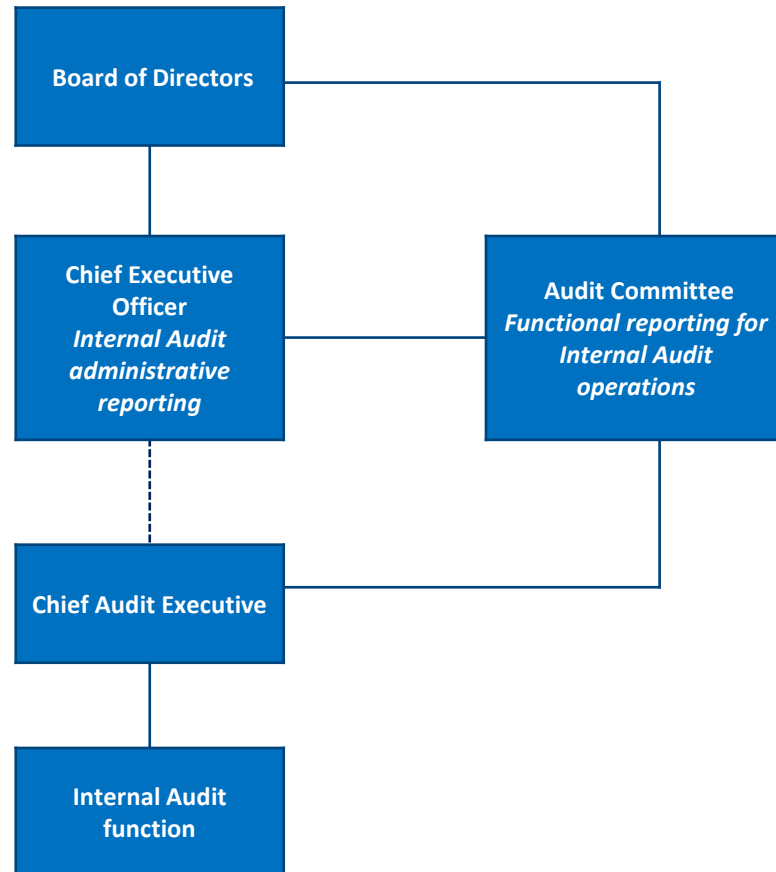 Board of Directors
Chief Executive
Officer
Internal Audit
administrative
reporting
Audit Committee
Functional reporting for
Internal Audit
operations
Chief Audit Executive
Internal Audit
function